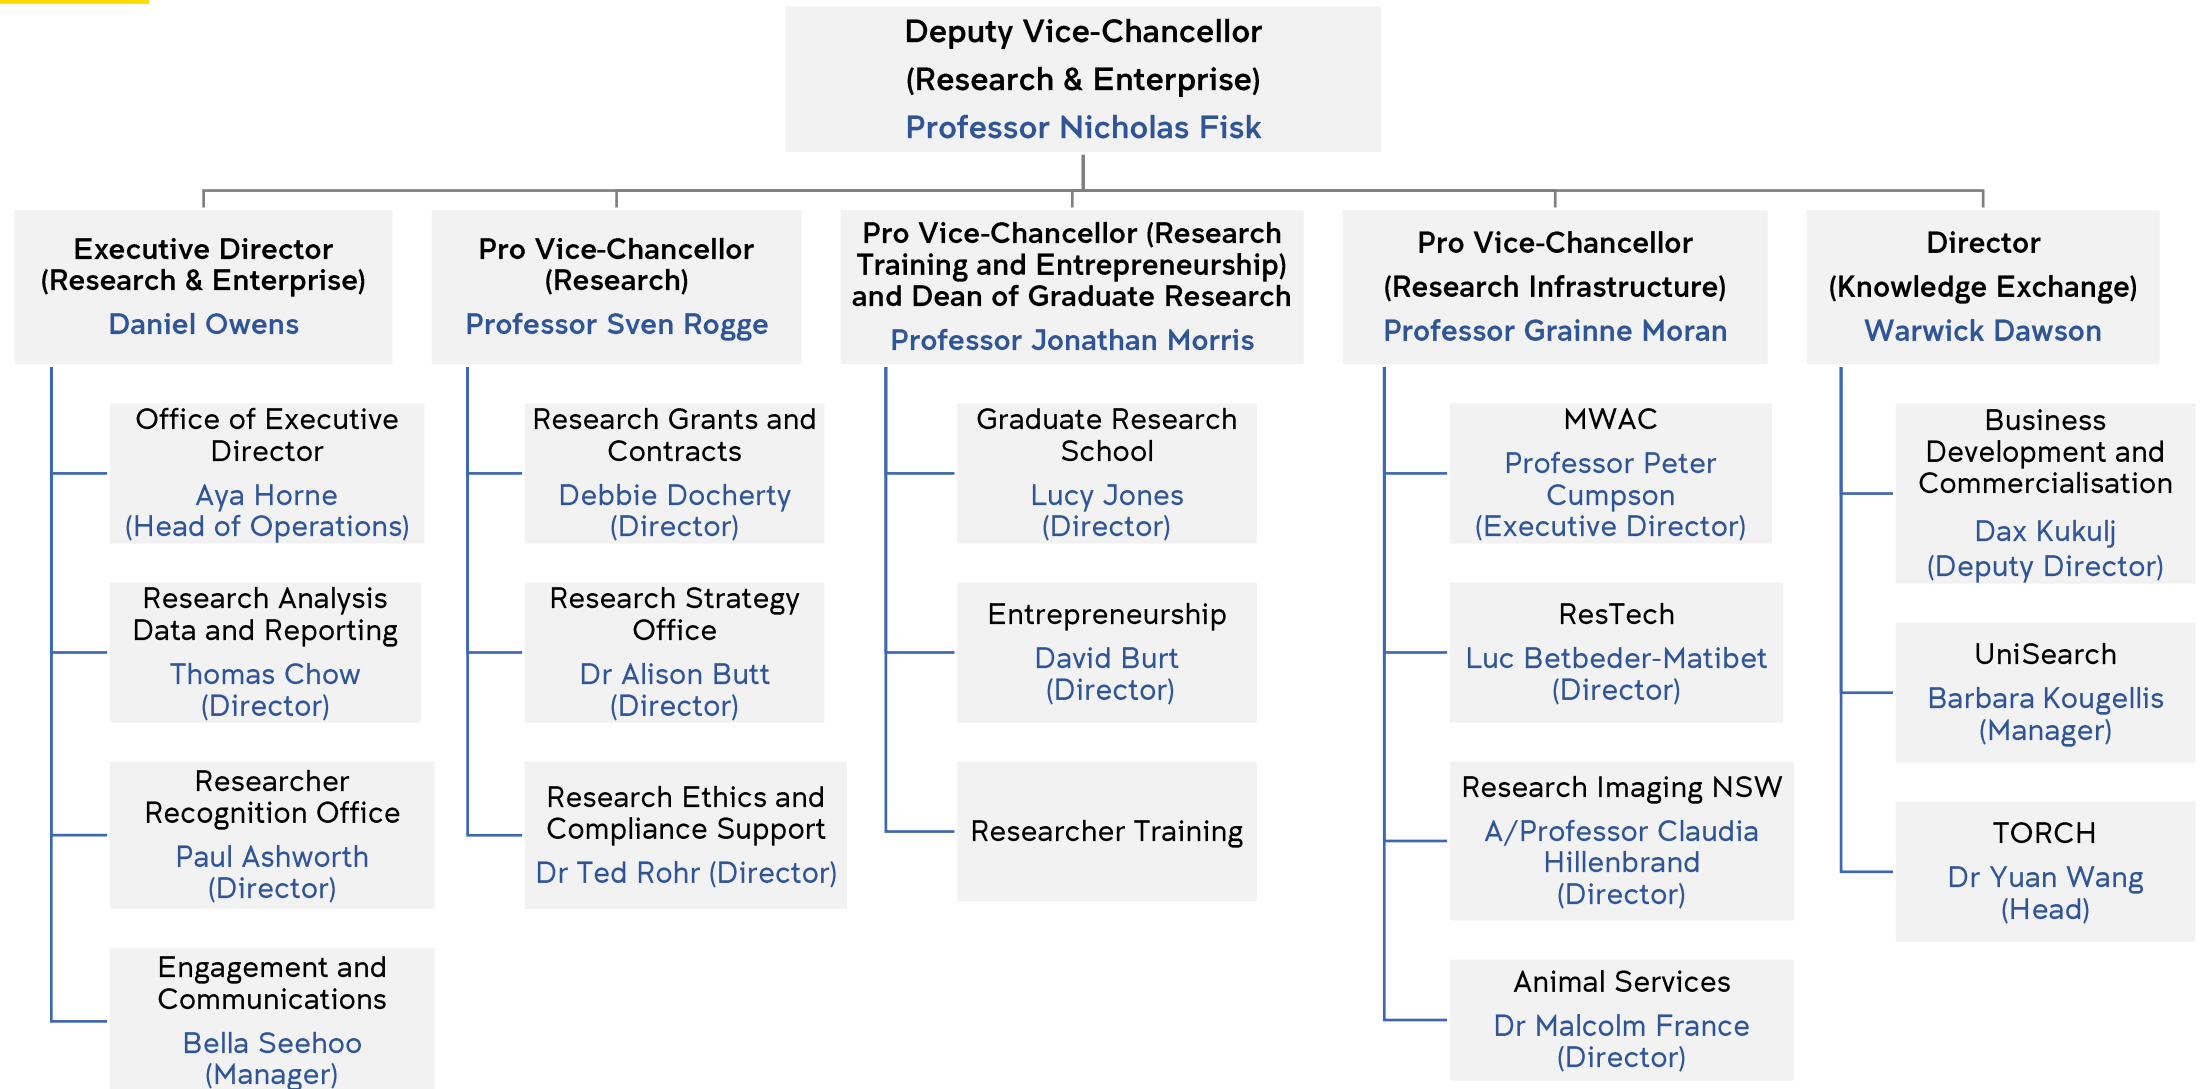 Deputy Vice-Chancellor
(Research & Enterprise)
Professor Nicholas Fisk
Executive Director
(Research & Enterprise)
Daniel Owens
Office of Executive
Director
Aya Horne
(Head of Operations)
Research Analysis
Data and Reporting
Thomas Chow
(Director)
Researcher
Recognition Office
Paul Ashworth
(Director)
Engagement and
Communications
Bella Seehoo
(Manager)
Pro Vice-Chancellor
(Research)
Professor Sven Rogge
Research Grants and
Contracts
Debbie Docherty
(Director)
Research Strategy
Office
Dr Alison Butt
(Director)
Research Ethics and
Compliance Support
Dr Ted Rohr (Director)
Pro Vice-Chancellor (Research
Training and Entrepreneurship)
and Dean of Graduate Research
Professor Jonathan Morris
Graduate Research
School
Lucy Jones
(Director)
Entrepreneurship
David Burt
(Director)
Researcher Training
Pro Vice-Chancellor
(Research Infrastructure)
Professor Grainne Moran
MWAC
Professor Peter
Cumpson
(Executive Director)
ResTech
Luc Betbeder-Matibet
(Director)
Research Imaging NSW
A/Professor Claudia
Hillenbrand
(Director)
Animal Services
Dr Malcolm France
(Director)
Director
(Knowledge Exchange)
Warwick Dawson
Business
Development and
Commercialisation
Dax Kukulj
(Deputy Director)
UniSearch
Barbara Kougellis
(Manager)
TORCH
Dr Yuan Wang
(Head)